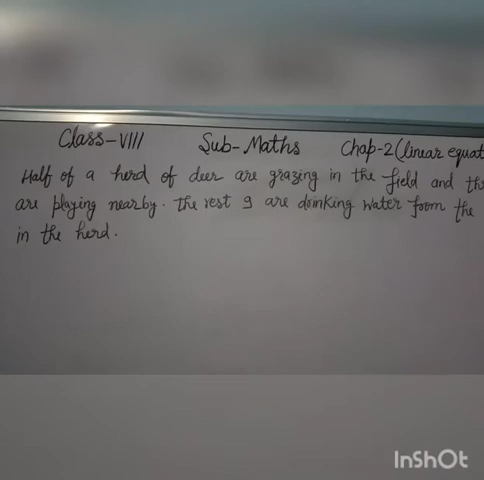 Class-VIII Sub-Maths Chap-2 (linear equat
Half of a herd of deer are grazing in the field and th
are playing nearby. The rest 9 are drinking water from the
in the herd.
InShOt